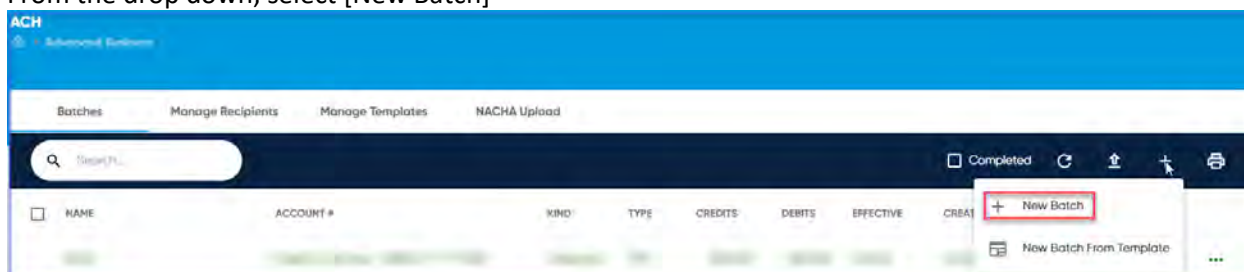 From the drop down, select [New Batch]
ACH
Advanced Business
Batches Manage Recipients Manage Templates NACHA Upload
Search... Completed
NAME ACCOUNT # KIND TYPE CREDITS DEBITS EFFECTIVE
New Batch
New Batch From Template